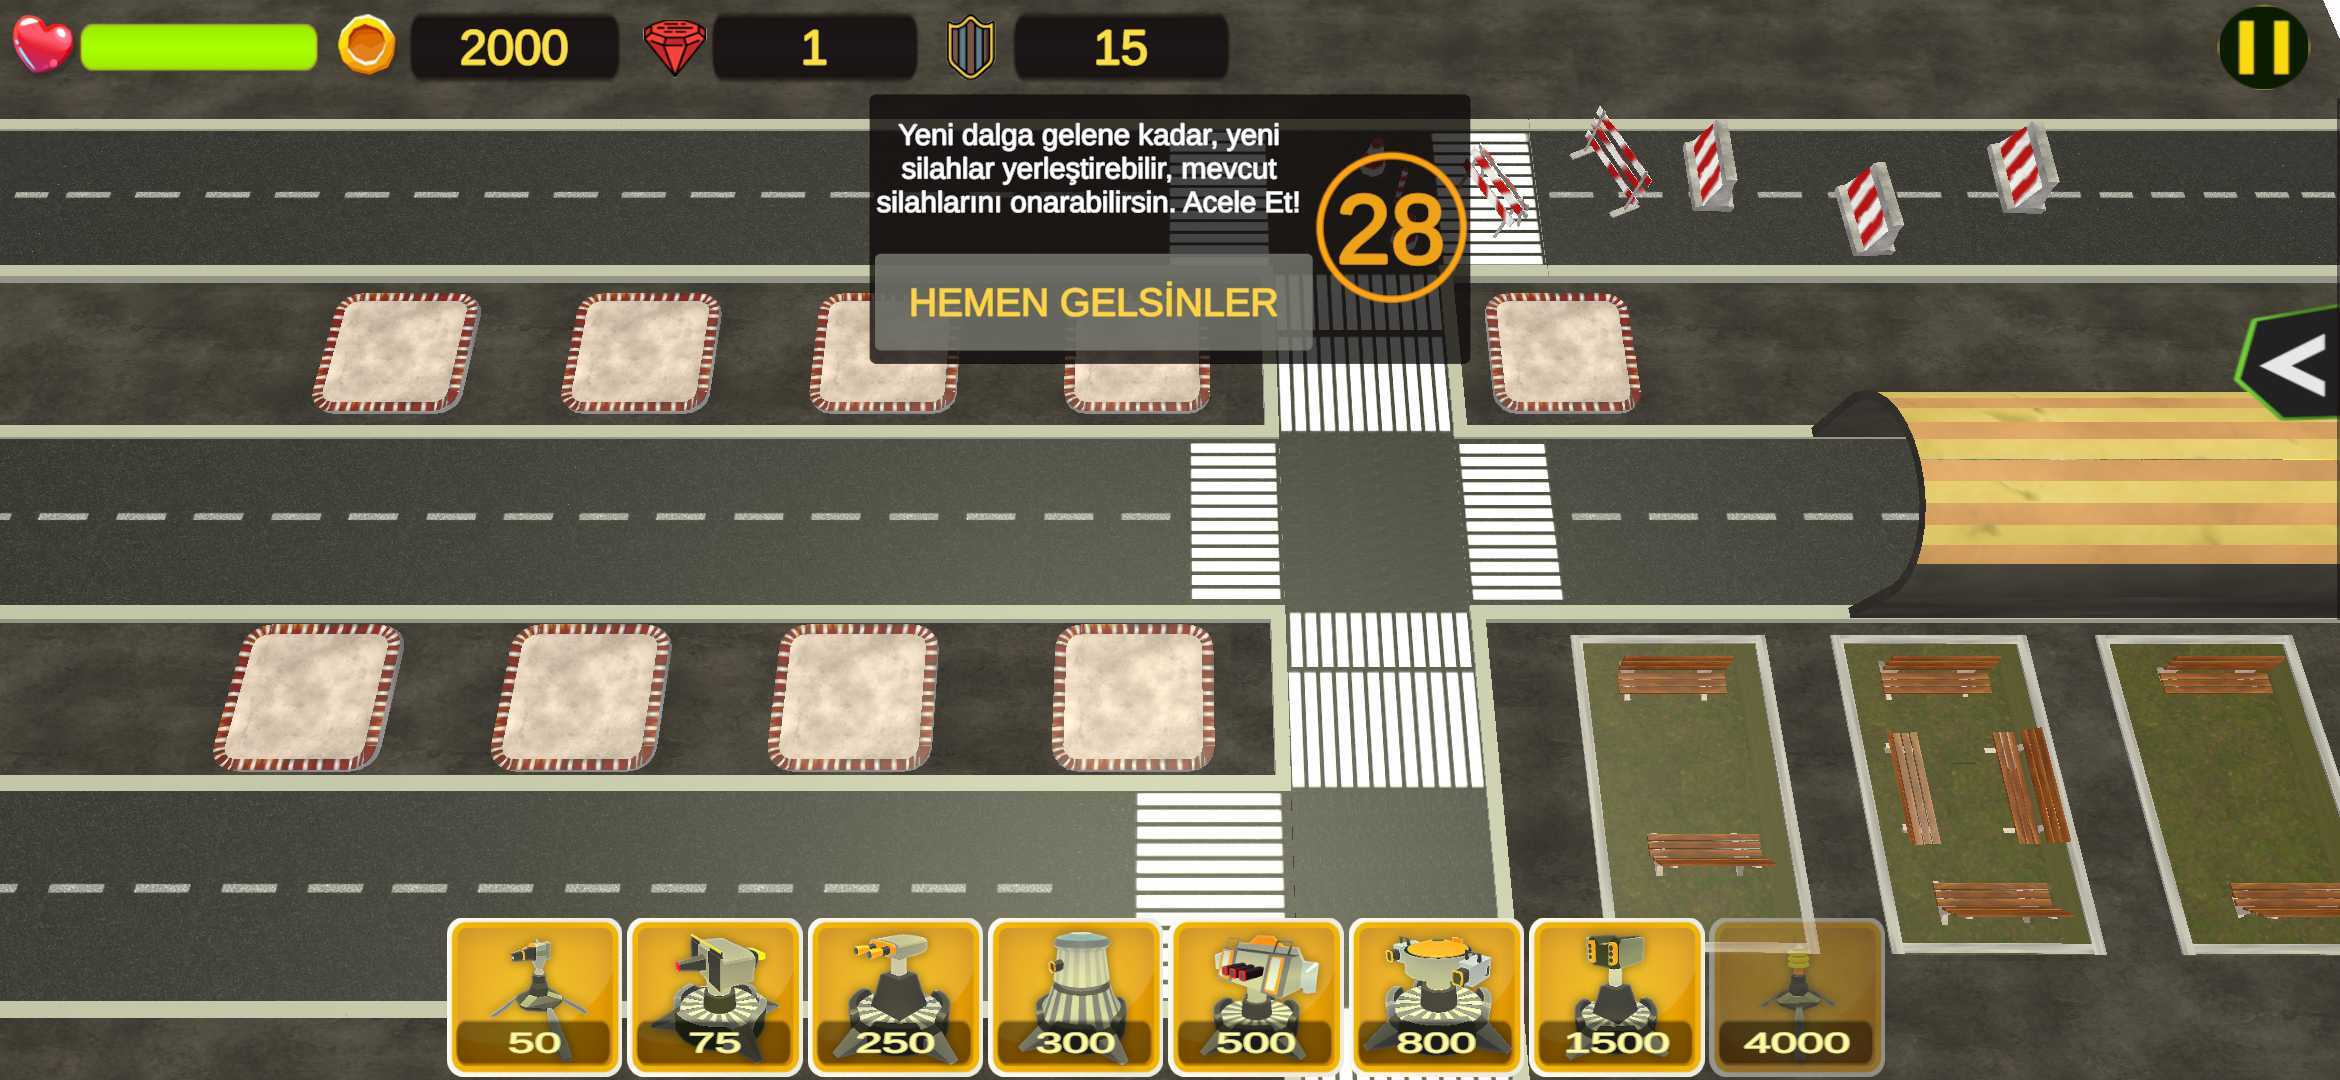 2000 1 15
Yeni dalga gelene kadar, yeni
silahlar yerleştirebilir, mevcut
silahlarını onarabilirsin. Acele Et!
28
HEMEN GELSİNLER
50 75 250 300 500 800 1500 4000